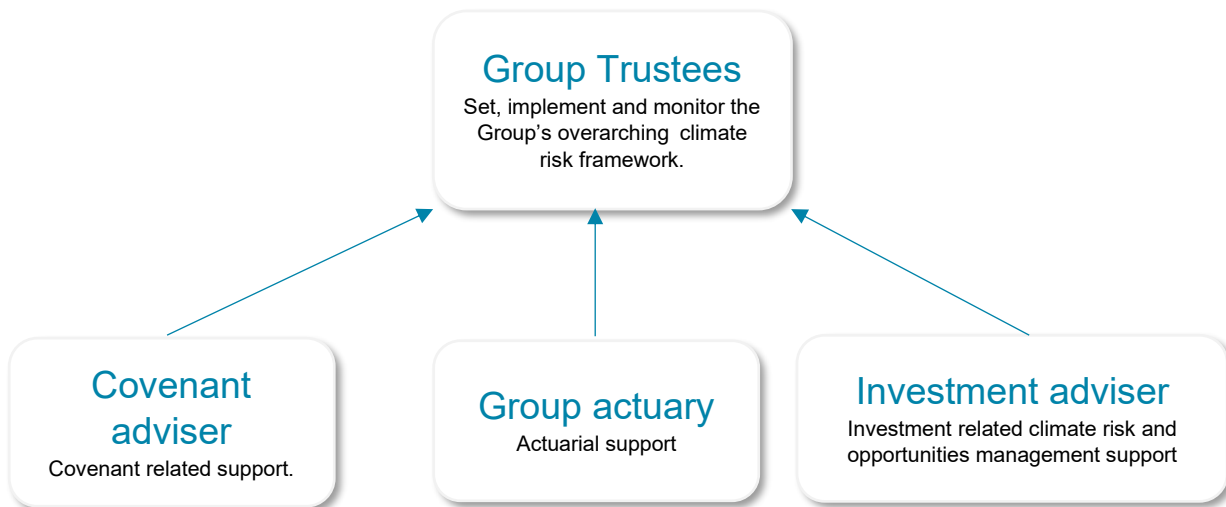 Group Trustees
Set, implement and monitor the
Group's overarching climate
risk framework.
Covenant
adviser
Covenant related support.
Group actuary
Actuarial support
Investment adviser
Investment related climate risk and
opportunities management support